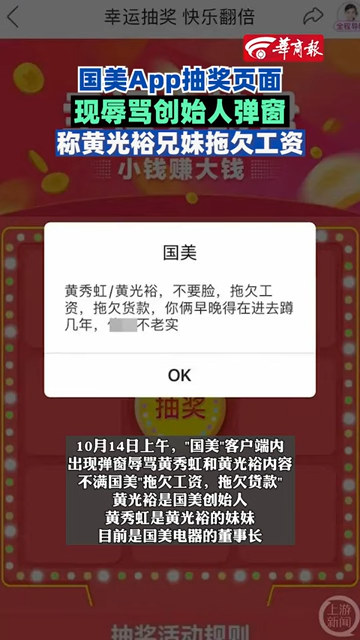 幸运抽奖 快乐翻倍
華商報
国美App抽奖页面
现辱骂创始人弹窗
称黄光裕兄妹拖欠工资
小钱赚大钱
国美
黄秀虹/黄光裕，不要脸，拖欠工
资，拖欠货款，你俩早晚得在进去蹲
几年，
不老实
OK
抽奖
10月14日上午，"国美"客户端内
出现弹窗辱骂黄秀虹和黄光裕内容
不满国美"拖欠工资，拖欠货款"
黄光裕是国美创始人
黄秀虹是黄光裕的妹妹
目前是国美电器的董事长
抽奖活动规则
上游
新闻